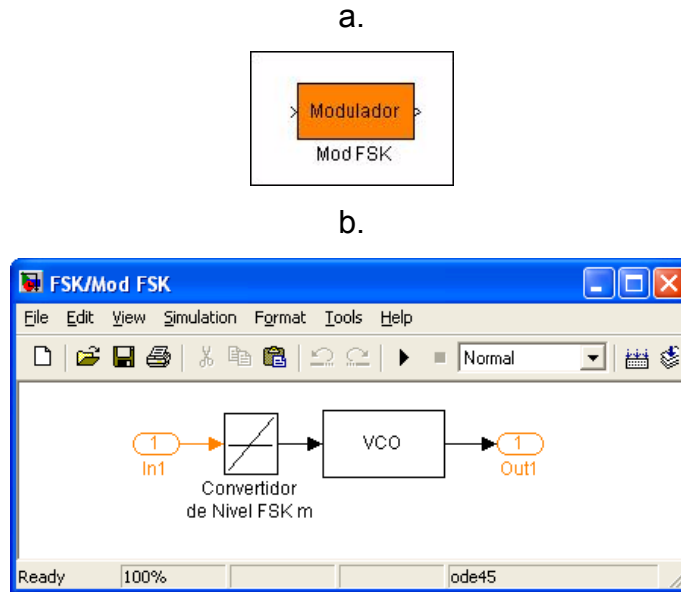 a.
Modulador
Mod FSK
b.
FSK/Mod FSK
File Edit View Simulation Format Tools Help
Normal
1 VCO 1
In1 Out1
Convertidor
de Nivel FSK m
Ready 100% ode45